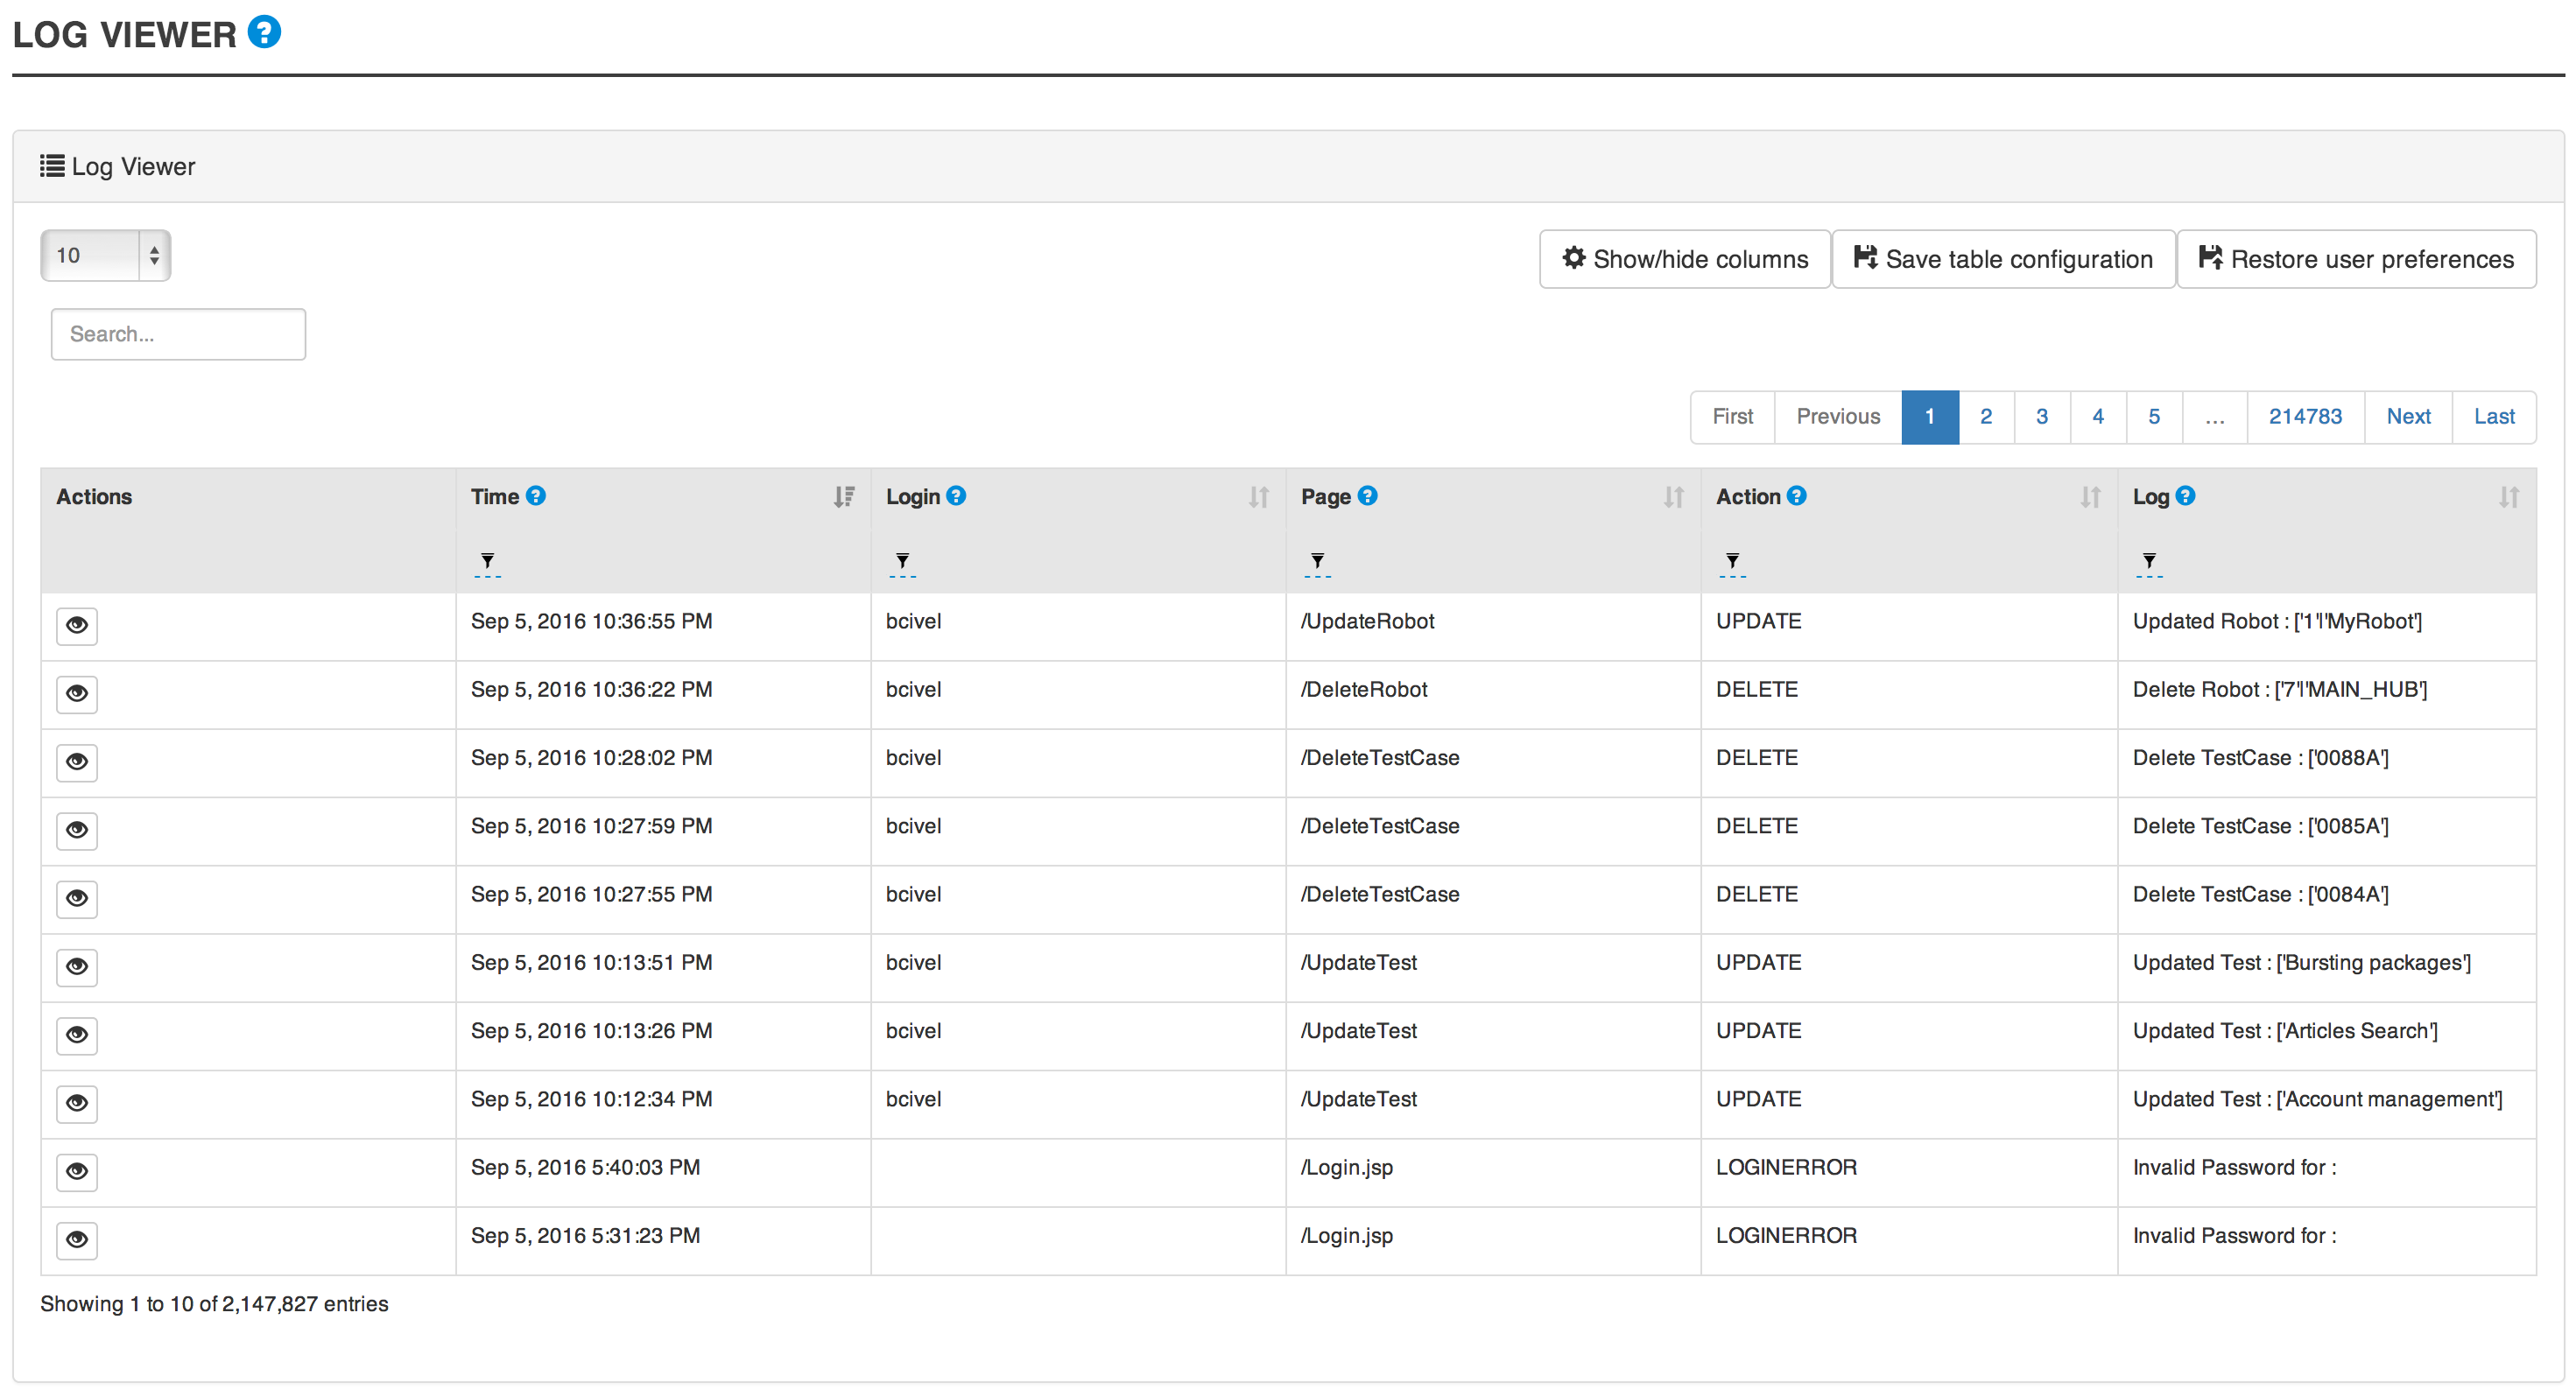 LOG VIEWER ?
Log Viewer
10
Show/hide columns Save table configuration Restore user preferences
Search...
First Previous 1 2 3 4 5 ... 214783 Next Last
Actions Time ? Login ? Page ? Action ? Log ?
Sep 5, 2016 10:36:55 PM bcivel /UpdateRobot UPDATE Updated Robot : ['1'|'MyRobot']
Sep 5, 2016 10:36:22 PM bcivel /DeleteRobot DELETE Delete Robot : ['7'|'MAIN_HUB']
Sep 5, 2016 10:28:02 PM bcivel /DeleteTestCase DELETE Delete TestCase : ['0088A']
Sep 5, 2016 10:27:59 PM bcivel /DeleteTestCase DELETE Delete TestCase : ['0085A']
Sep 5, 2016 10:27:55 PM bcivel /DeleteTestCase DELETE Delete TestCase : ['0084A']
Sep 5, 2016 10:13:51 PM bcivel /UpdateTest UPDATE Updated Test : ['Bursting packages']
Sep 5, 2016 10:13:26 PM bcivel /UpdateTest UPDATE Updated Test : ['Articles Search']
Sep 5, 2016 10:12:34 PM bcivel /UpdateTest UPDATE Updated Test : ['Account management']
Sep 5, 2016 5:40:03 PM /Login.jsp LOGINERROR Invalid Password for :
Sep 5, 2016 5:31:23 PM /Login.jsp LOGINERROR Invalid Password for :
Showing 1 to 10 of 2,147,827 entries